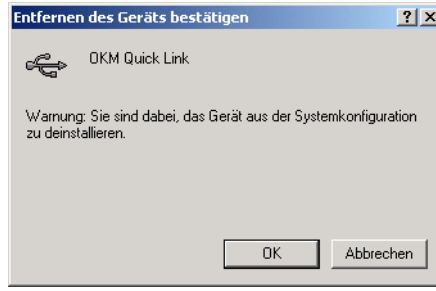 Entfernen des Geräts bestätigen
OKM Quick Link
Warnung: Sie sind dabei, das Gerät aus der Systemkonfiguration
zu deinstallieren.
OK
Abbrechen